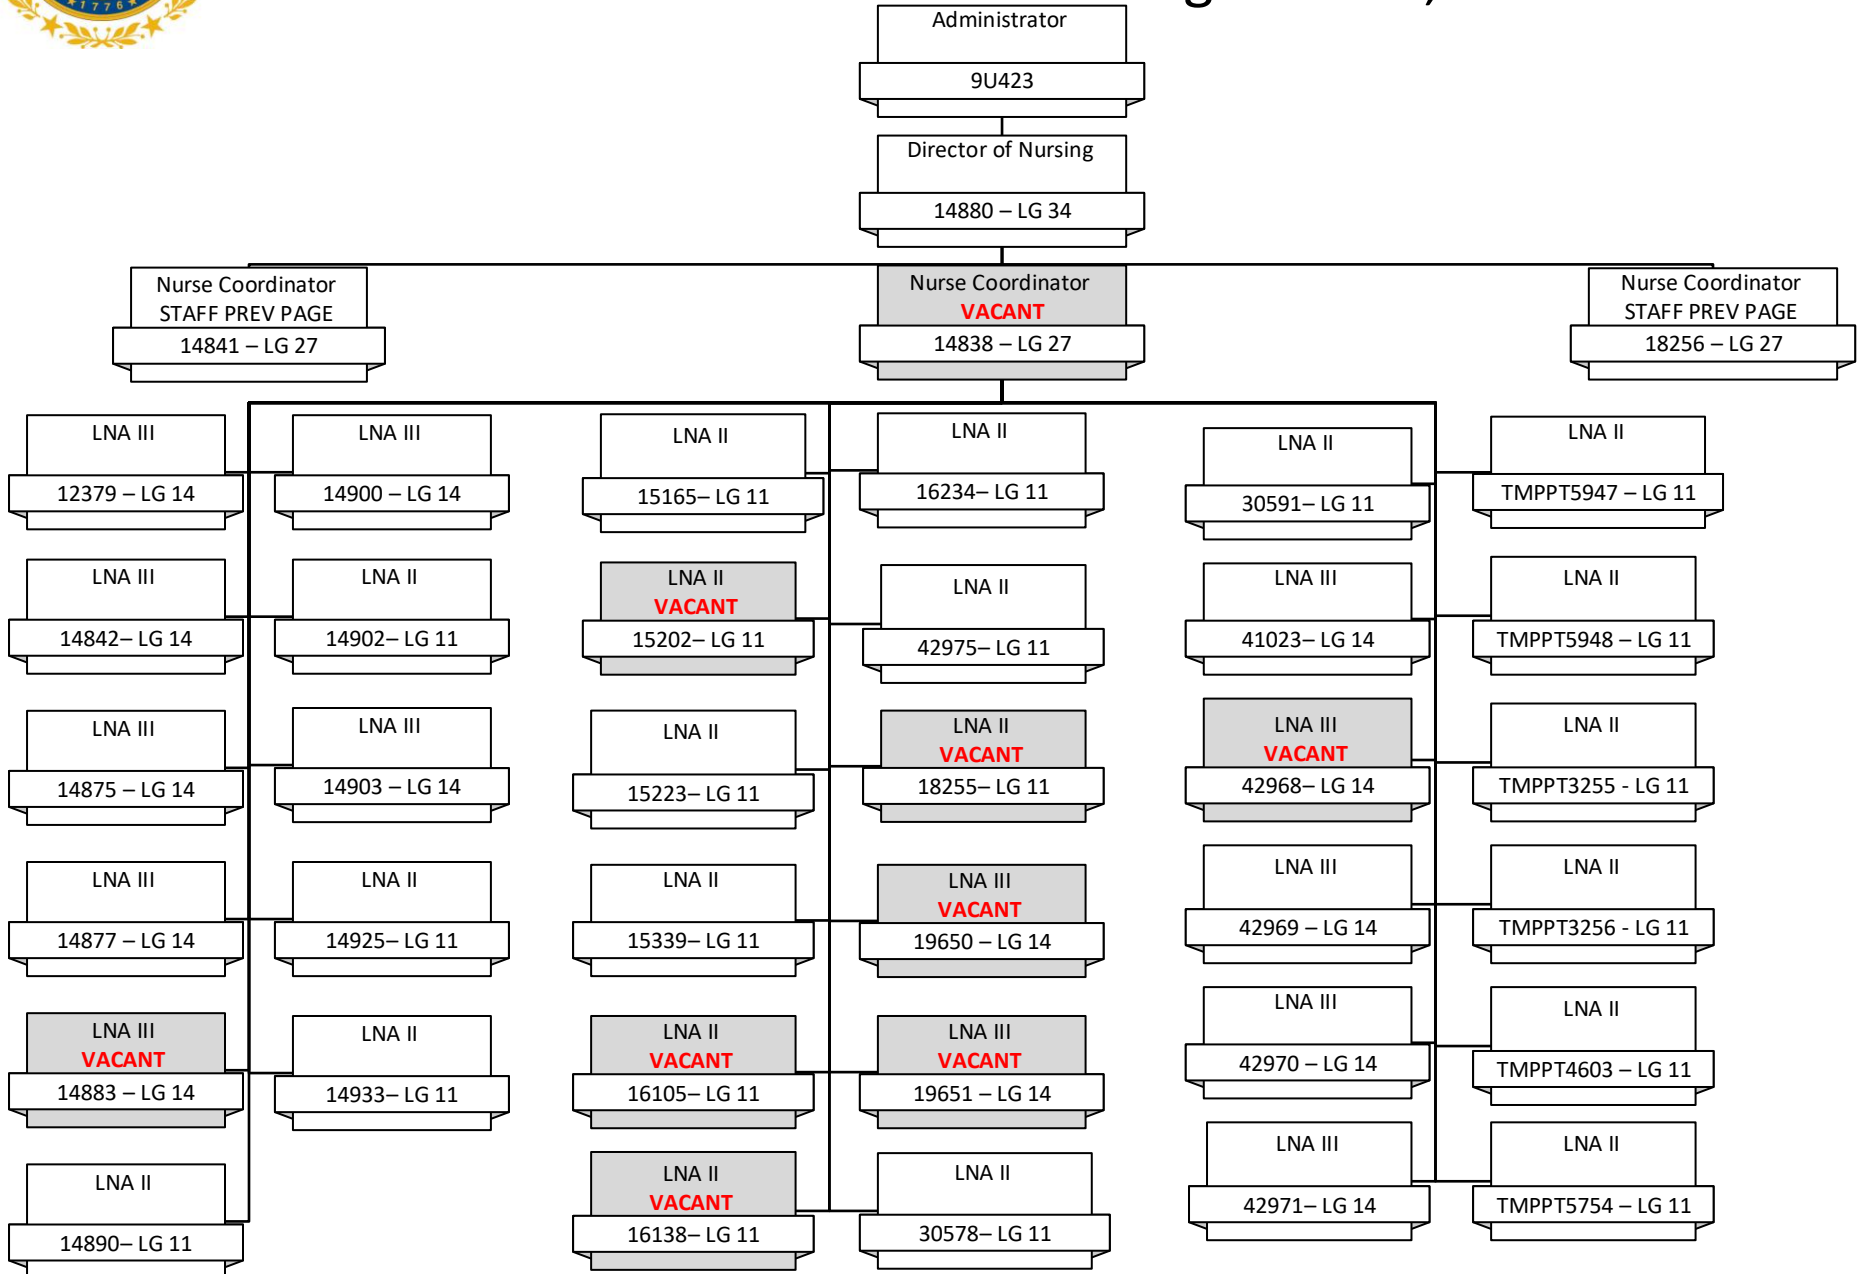 1776
Administrator
9U423
Director of Nursing
14880 – LG 34
Nurse Coordinator
STAFF PREV PAGE
14841 – LG 27
Nurse Coordinator
VACANT
14838 – LG 27
Nurse Coordinator
STAFF PREV PAGE
18256 – LG 27
LNA III
12379 – LG 14
LNA III
14900 – LG 14
LNA II
15165– LG 11
LNA II
16234– LG 11
LNA II
30591– LG 11
LNA II
TMPPT5947 – LG 11
LNA III
14842– LG 14
LNA II
14902– LG 11
LNA II
VACANT
15202– LG 11
LNA II
42975– LG 11
LNA III
41023– LG 14
LNA II
TMPPT5948 – LG 11
LNA III
14875 – LG 14
LNA III
14903 – LG 14
LNA II
15223– LG 11
LNA II
VACANT
18255– LG 11
LNA III
VACANT
42968– LG 14
LNA II
TMPPT3255 - LG 11
LNA III
14877 – LG 14
LNA II
14925– LG 11
LNA II
15339– LG 11
LNA III
VACANT
19650 – LG 14
LNA III
42969 – LG 14
LNA II
TMPPT3256 - LG 11
LNA III
VACANT
14883 – LG 14
LNA II
14933– LG 11
LNA II
VACANT
16105– LG 11
LNA III
VACANT
19651 – LG 14
LNA III
42970 – LG 14
LNA II
TMPPT4603 – LG 11
LNA II
14890– LG 11
LNA II
VACANT
16138– LG 11
LNA II
30578– LG 11
LNA III
42971– LG 14
LNA II
TMPPT5754 – LG 11